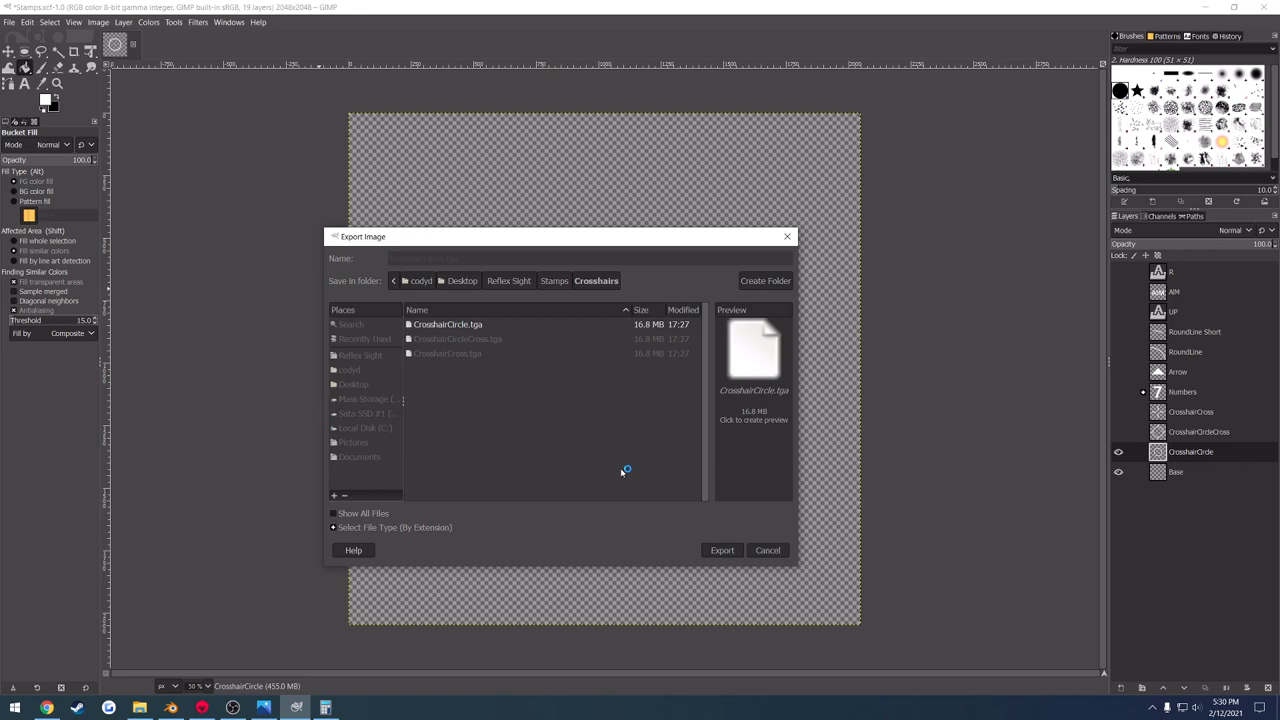 *Stamps.xcf-1.0 (RGB color 8-bit gamma integer, GIMP built-in sRGB, 19 layers) 2048x2048 – GIMP
File Edit Select View Image Layer Colors Tools Filters Windows Help
Bucket Fill
Mode Normal
Opacity 100.0
Fill Type (Alt)
FG color fill
BG color fill
Pattern fill
Affected Area (Shift)
Fill whole selection
Fill similar colors
Fill by line art detection
Finding Similar Colors
Fill transparent areas
Sample merged
Diagonal neighbors
Antialiasing
Threshold 15.0
Fill by Composite
Export Image
Name:
Save in folder: codyd Desktop Reflex Sight Stamps Crosshairs Create Folder
Places
Search
Recently Used
Reflex Sight
codyd
Desktop
Mass Storage (...
Sata SSD #1 (...
Local Disk (C:)
Pictures
Documents
Name Size Modified
CrosshairCircle.tga 16.8 MB 17:27
CrosshairCircleCross.tga 16.8 MB 17:27
CrosshairCross.tga 16.8 MB 17:27
Preview
CrosshairCircle.tga
16.8 MB
Click to create preview
Show All Files
Select File Type (By Extension)
Help Export Cancel
Brushes Patterns Fonts History
filter
2. Hardness 100 (51 × 51)
Basic,
Spacing 10.0
Layers Channels Paths
Mode Normal
Opacity 100.0
Lock:
R
AIM
UP
RoundLine Short
RoundLine
Arrow
Numbers
CrosshairCross
CrosshairCircleCross
CrosshairCircle
Base
px 50 % CrosshairCircle (455.0 MB)
5:30 PM
2/12/2021